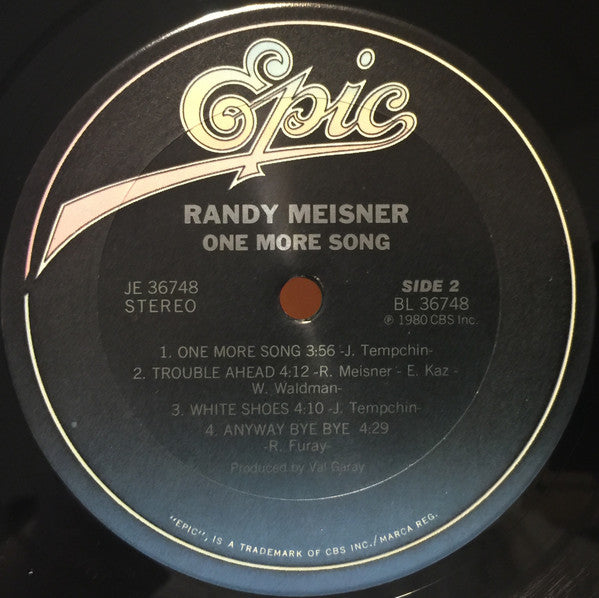 Epic
RANDY MEISNER
ONE MORE SONG
JE 36748
STEREO
SIDE 2
BL 36748
℗ 1980 CBS Inc.
1. ONE MORE SONG 3:56 -J. Tempchin-
2. TROUBLE AHEAD 4:12 -R. Meisner - E. Kaz -
W. Waldman-
3. WHITE SHOES 4:10 -J. Tempchin-
4. ANYWAY BYE BYE 4:29
-R. Furay-
Produced by Val Garay
"EPIC", IS A TRADEMARK OF CBS INC./MARCA REG.